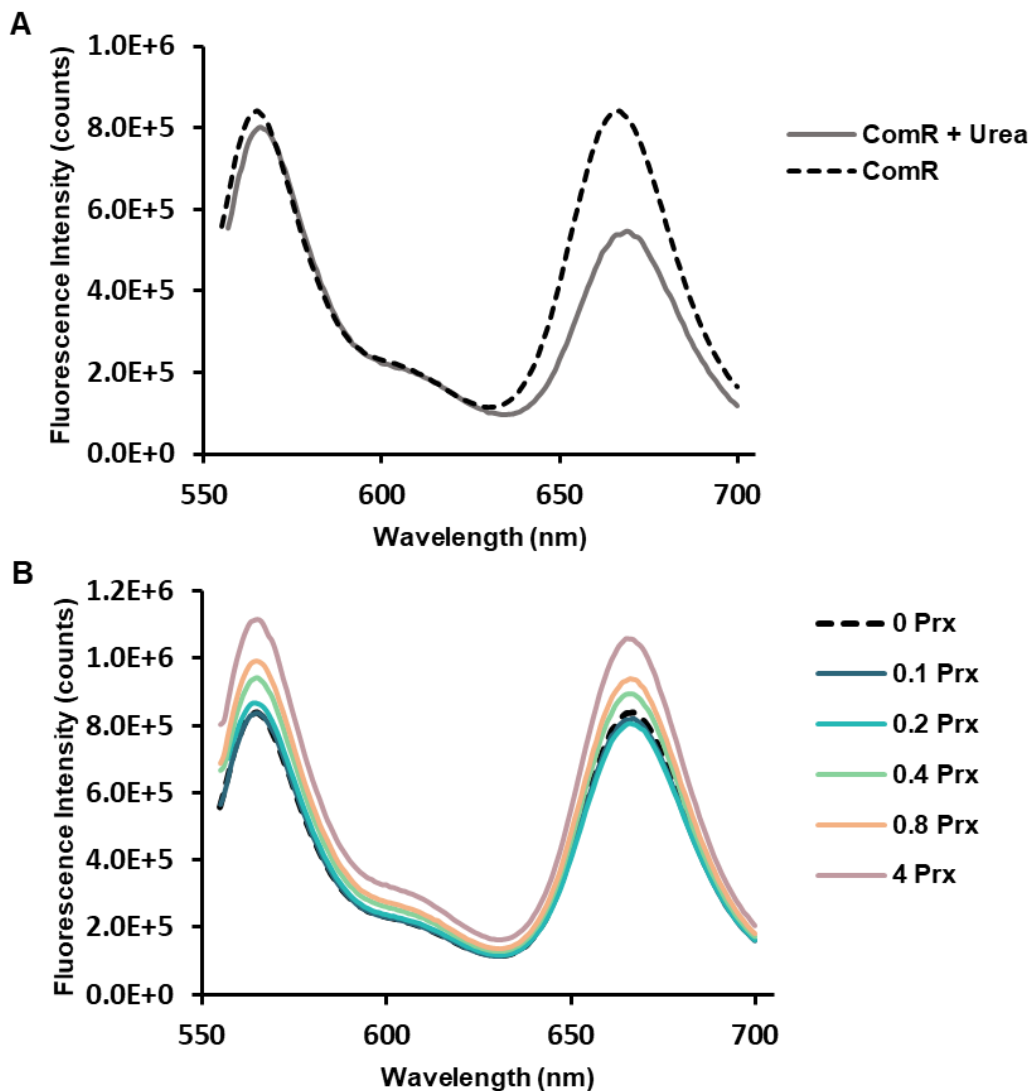 A
Fluorescence Intensity (counts)
1.0E+6
8.0E+5
6.0E+5
4.0E+5
2.0E+5
0.0E+0
550 600 650 700
Wavelength (nm)
ComR + Urea
ComR
B
Fluorescence Intensity (counts)
1.2E+6
1.0E+6
8.0E+5
6.0E+5
4.0E+5
2.0E+5
0.0E+0
550 600 650 700
Wavelength (nm)
0 Prx
0.1 Prx
0.2 Prx
0.4 Prx
0.8 Prx
4 Prx